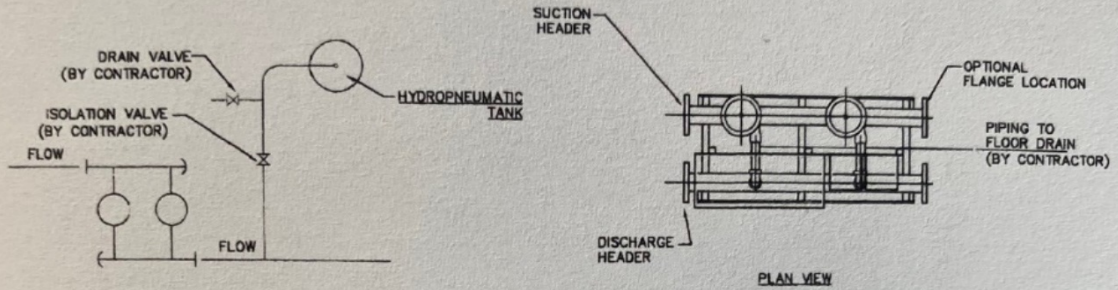 DRAIN VALVE
(BY CONTRACTOR)
ISOLATION VALVE
(BY CONTRACTOR)
FLOW
HYDROPNEUMATIC
TANK
FLOW
SUCTION
HEADER
OPTIONAL
FLANGE LOCATION
PIPING TO
FLOOR DRAIN
(BY CONTRACTOR)
DISCHARGE
HEADER
PLAN VIEW